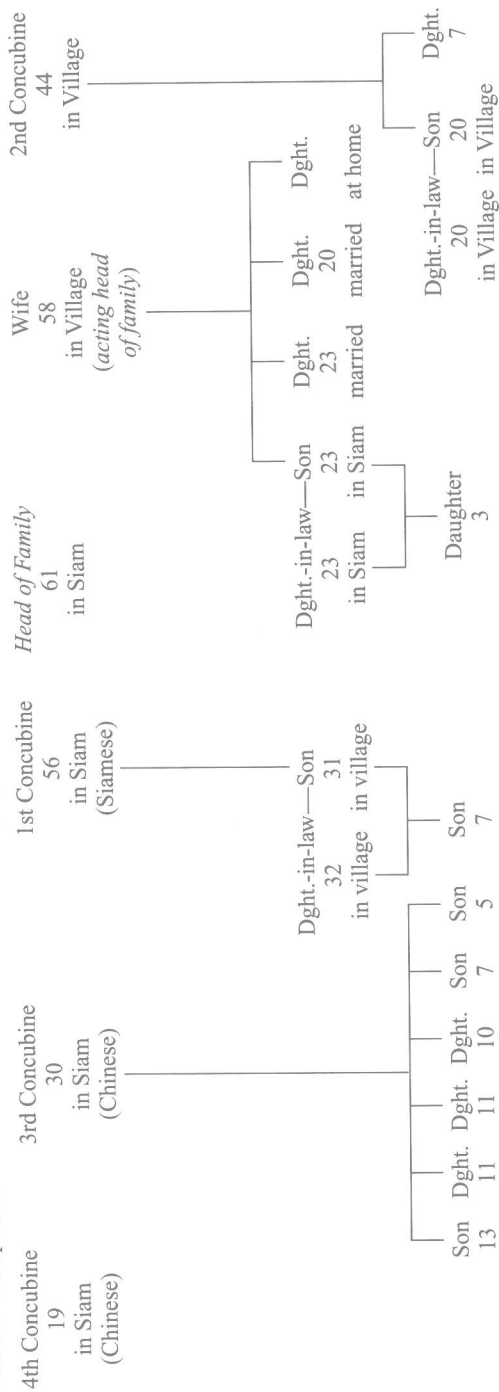 4th Concubine
19
in Siam
(Chinese)
3rd Concubine
30
in Siam
(Chinese)
1st Concubine
56
in Siam
(Siamese)
Head of Family
61
in Siam
Wife
58
in Village
(acting head
of family)
2nd Concubine
44
in Village
Dght.-in-law—Son
32 31
in village in village
Dght.-in-law—Son
23 23
in Siam in Siam
Dght.
23
married
Dght.
20
married
Dght.
at home
Son
13
Dght.
11
Dght.
11
Dght.
10
Son
7
Son
5
Son
7
Daughter
3
Dght.-in-law—Son
20 20
in Village in Village
Dght.
7